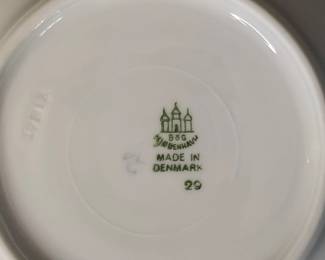 B&G
KJØBENHAVN
MADE IN
DENMARK
29